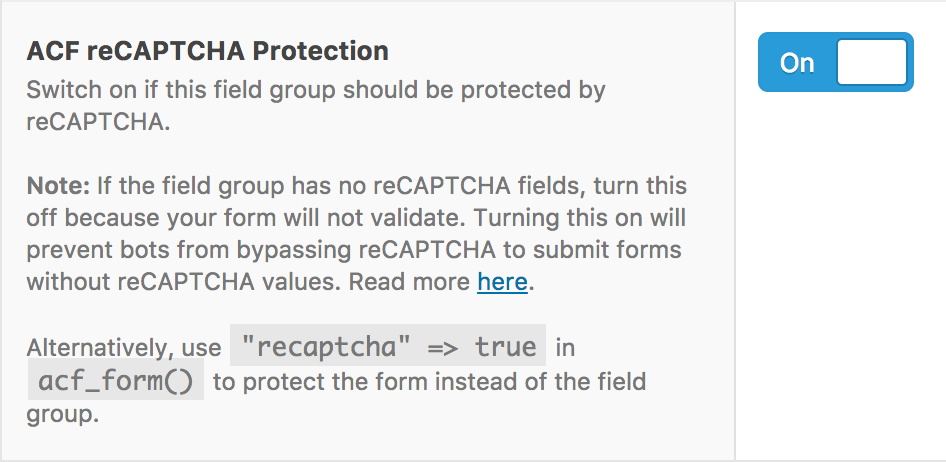 ACF reCAPTCHA Protection
On
Switch on if this field group should be protected by
reCAPTCHA.
Note: If the field group has no reCAPTCHA fields, turn this
off because your form will not validate. Turning this on will
prevent bots from bypassing reCAPTCHA to submit forms
without reCAPTCHA values. Read more here.
Alternatively, use "recaptcha" => true in
acf_form() to protect the form instead of the field
group.